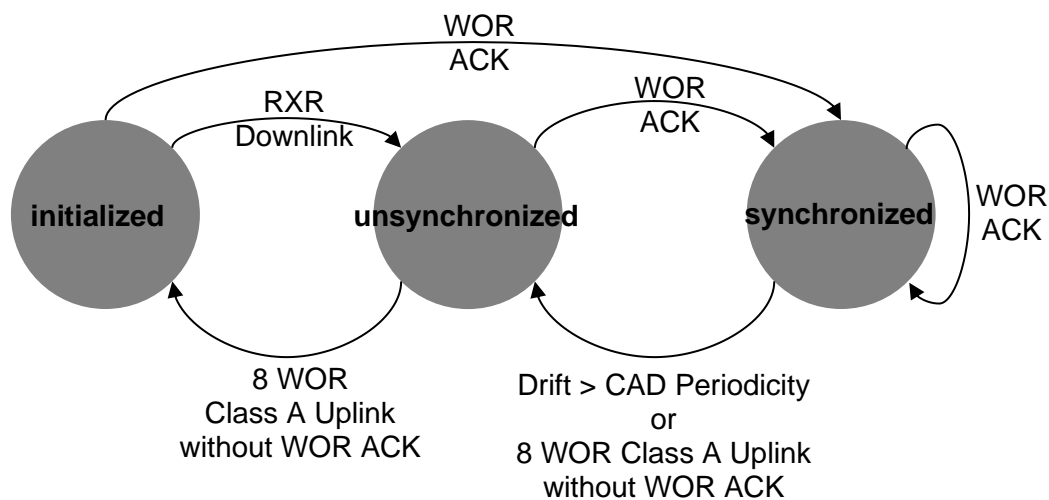 WOR
ACK
RXR
Downlink
WOR
ACK
initialized
unsynchronized
synchronized
WOR
ACK
8 WOR
Class A Uplink
without WOR ACK
Drift > CAD Periodicity
or
8 WOR Class A Uplink
without WOR ACK